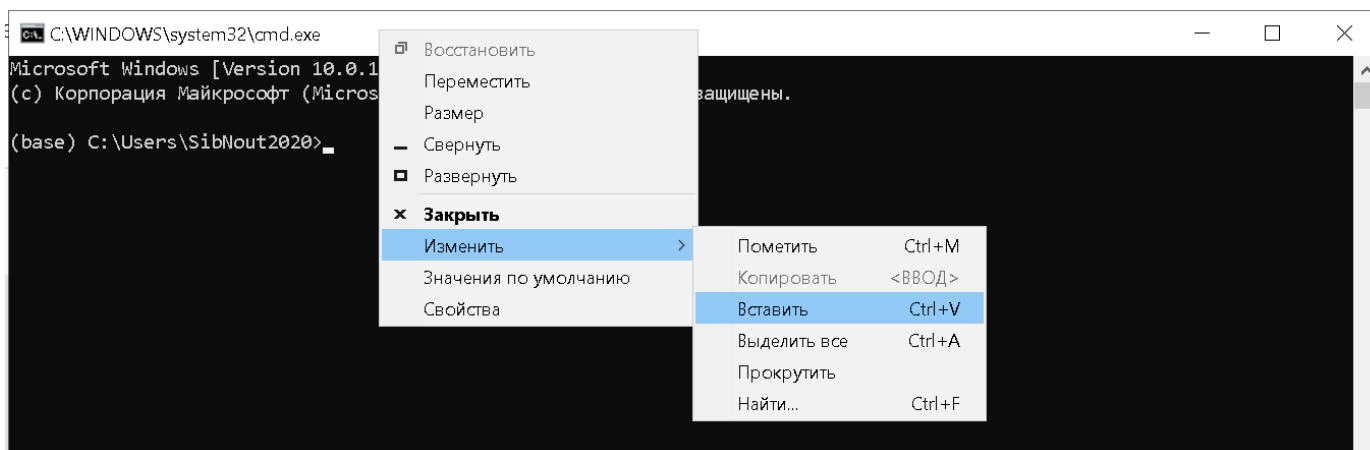 C:\WINDOWS\system32\cmd.exe
Microsoft Windows [Version 10.0.1
(c) Корпорация Майкрософт (Micros
защищены.
(base) C:\Users\SibNout2020>
Восстановить
Переместить
Размер
Свернуть
Развернуть
Закрыть
Изменить
Значения по умолчанию
Свойства
Пометить Ctrl+M
Копировать <ВВОД>
Вставить Ctrl+V
Выделить все Ctrl+A
Прокрутить
Найти... Ctrl+F